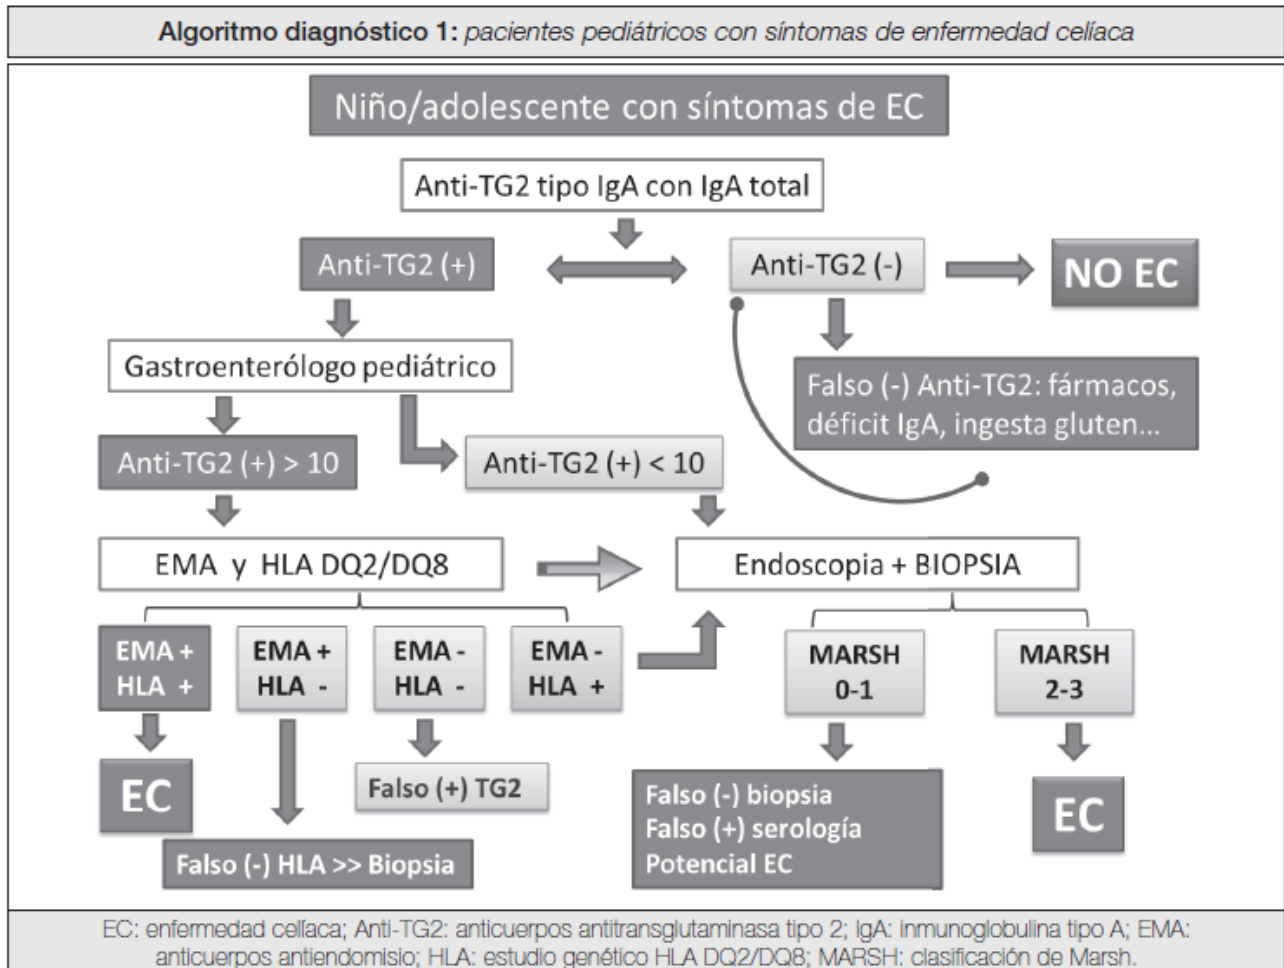 Algoritmo diagnóstico 1: pacientes pediátricos con síntomas de enfermedad celíaca
Niño/adolescente con síntomas de EC
Anti-TG2 tipo IgA con IgA total
Anti-TG2 (+)
Anti-TG2 (-)
NO EC
Gastroenterólogo pediátrico
Falso (-) Anti-TG2: fármacos,
déficit IgA, ingesta gluten...
Anti-TG2 (+) > 10
Anti-TG2 (+) < 10
EMA y HLA DQ2/DQ8
Endoscopia + BIOPSIA
EMA +
HLA +
EMA +
HLA -
EMA -
HLA -
EMA -
HLA +
MARSH
0-1
MARSH
2-3
EC
Falso (+) TG2
Falso (-) HLA >> Biopsia
Falso (-) biopsia
Falso (+) serología
Potencial EC
EC
EC: enfermedad celíaca; Anti-TG2: anticuerpos antitransglutaminasa tipo 2; IgA: inmunoglobulina tipo A; EMA:
anticuerpos antiendomisio; HLA: estudio genético HLA DQ2/DQ8; MARSH: clasificación de Marsh.